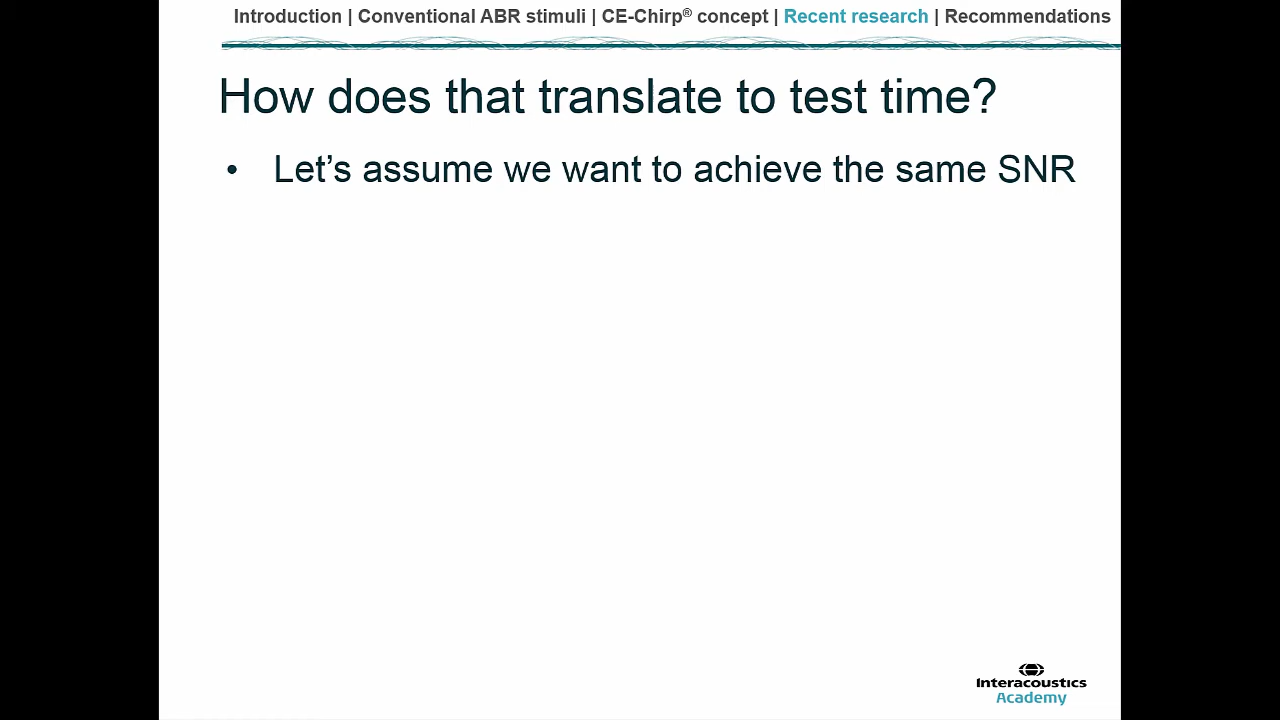 Introduction | Conventional ABR stimuli | CE-Chirp® concept | Recent research | Recommendations
How does that translate to test time?
• Let’s assume we want to achieve the same SNR
Interacoustics
Academy